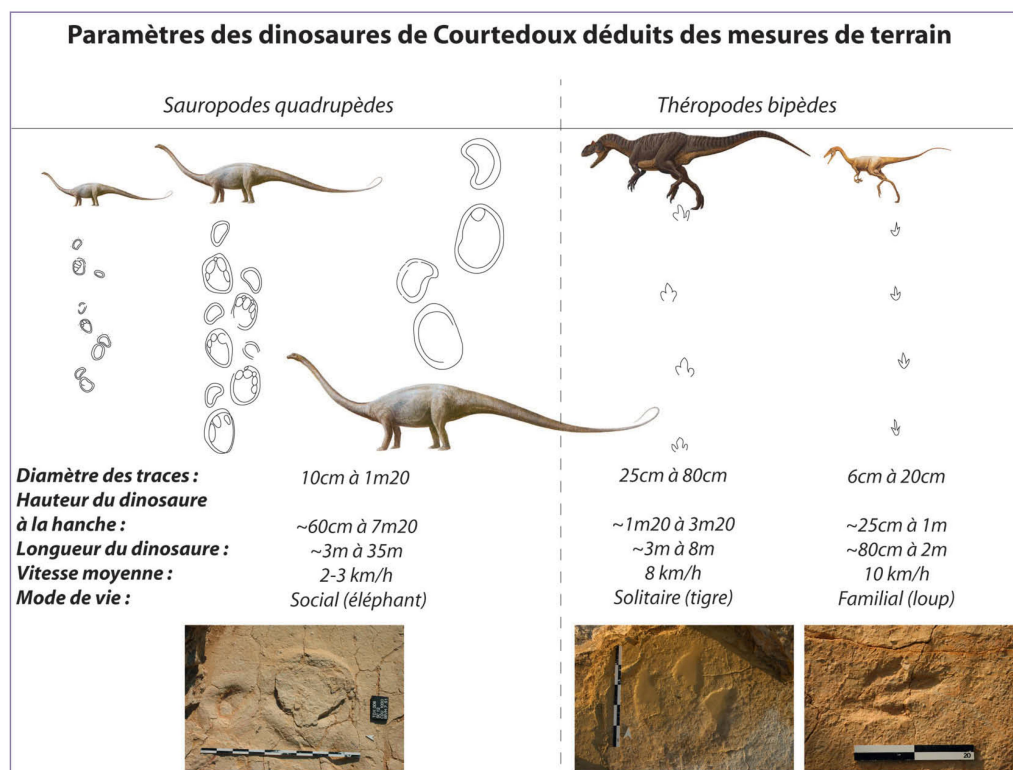 Paramètres des dinosaures de Courtedoux déduits des mesures de terrain
Sauropodes quadrupèdes
Théropodes bipèdes
Diamètre des traces : 10cm à 1m20 25cm à 80cm 6cm à 20cm
Hauteur du dinosaure
à la hanche : ~60cm à 7m20 ~1m20 à 3m20 ~25cm à 1m
Longueur du dinosaure : ~3m à 35m ~3m à 8m ~80cm à 2m
Vitesse moyenne : 2-3 km/h 8 km/h 10 km/h
Mode de vie : Social (éléphant) Solitaire (tigre) Familial (loup)
20